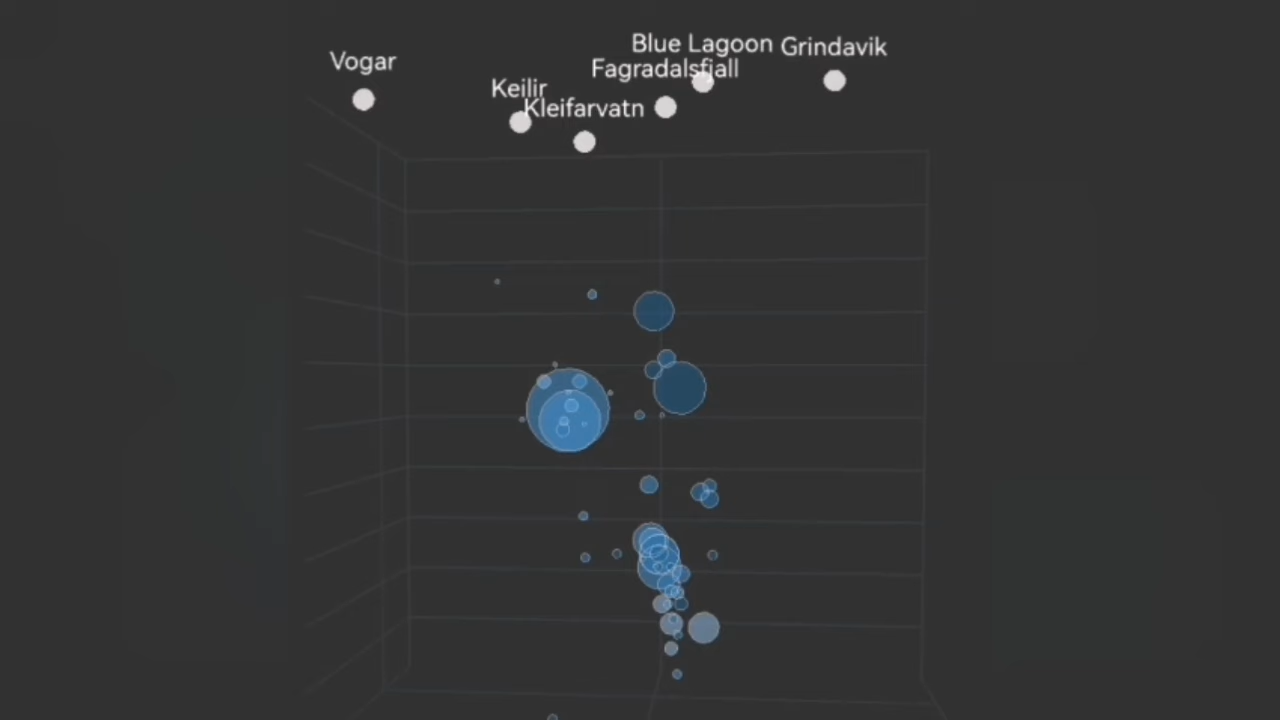 Blue Lagoon
Grindavik
Vogar
Fagradalsfjall
Keilir
Kleifarvatn